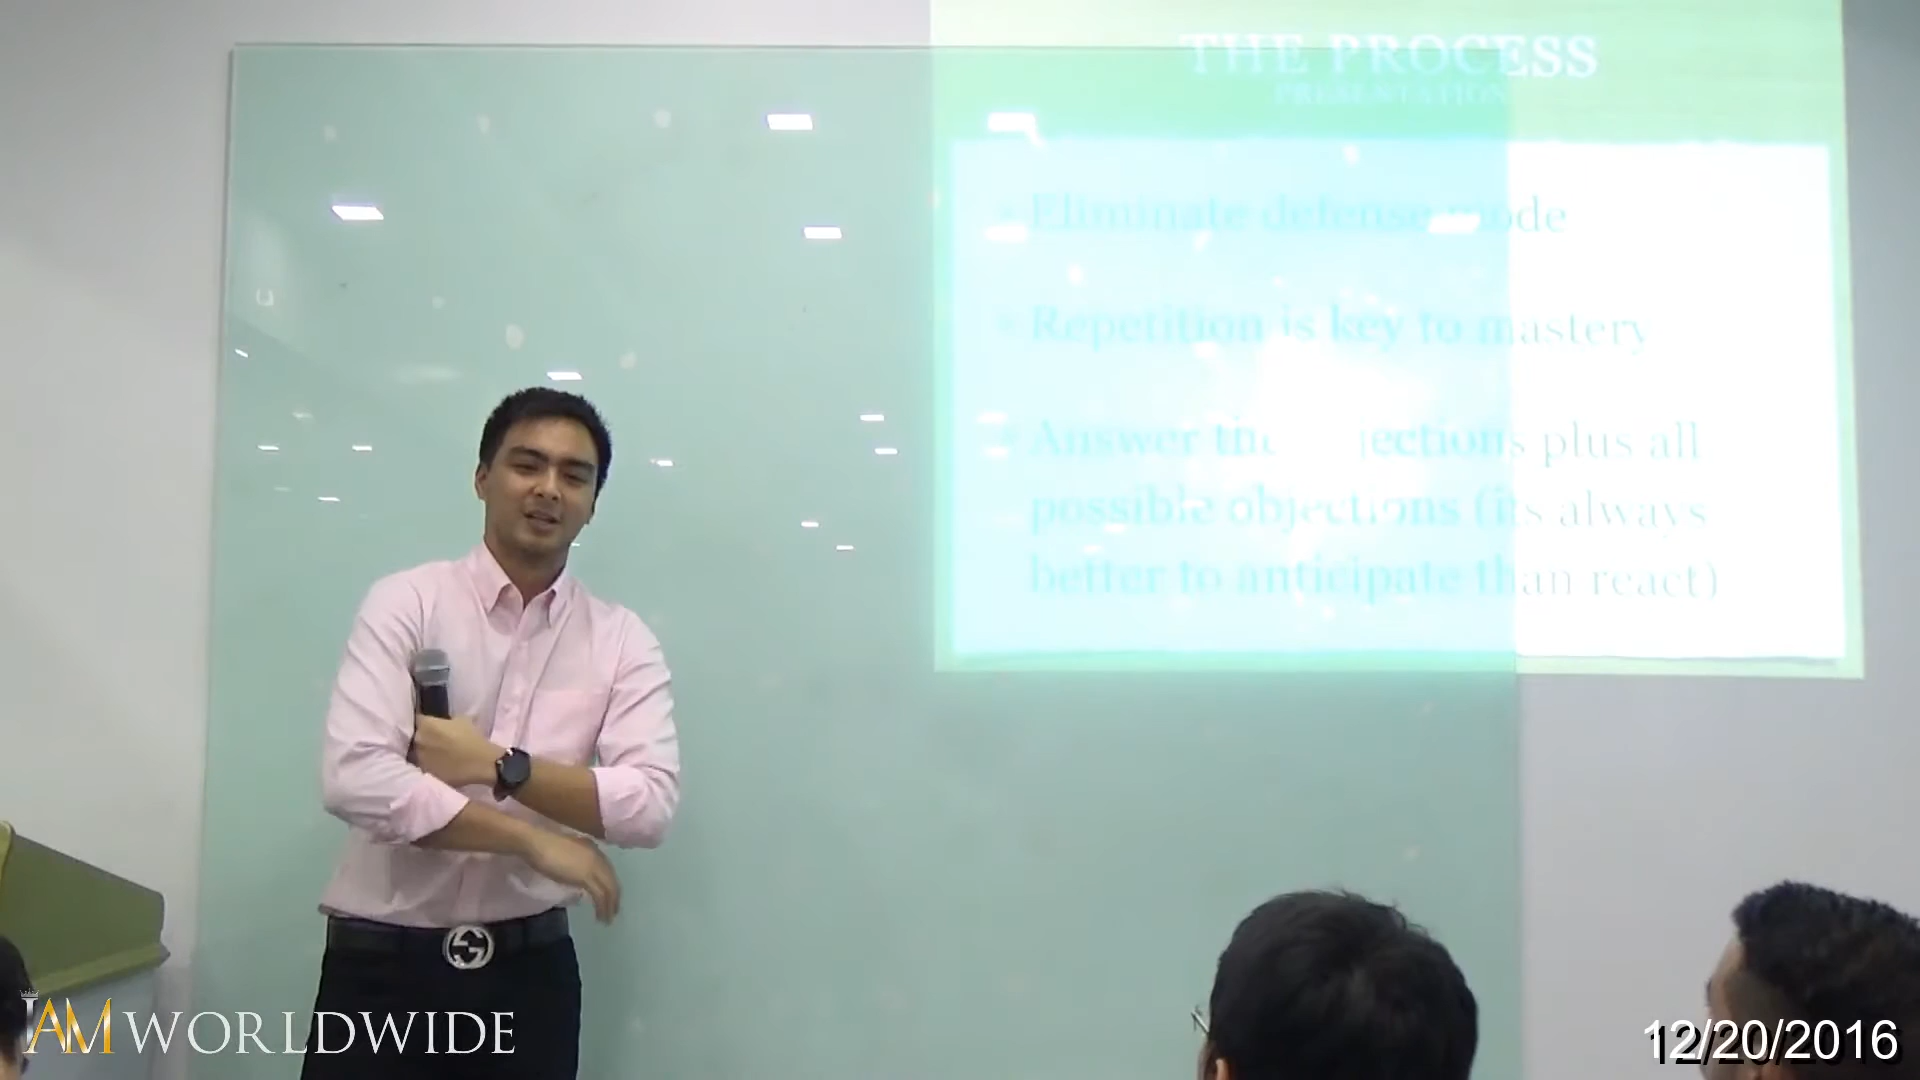 THE PROCESS
PRESENTATION
Eliminate defense mode
Repetition is key to mastery
Answer the objections plus all
possible objections (its always
better to anticipate than react)
IAM WORLDWIDE
12/20/2016